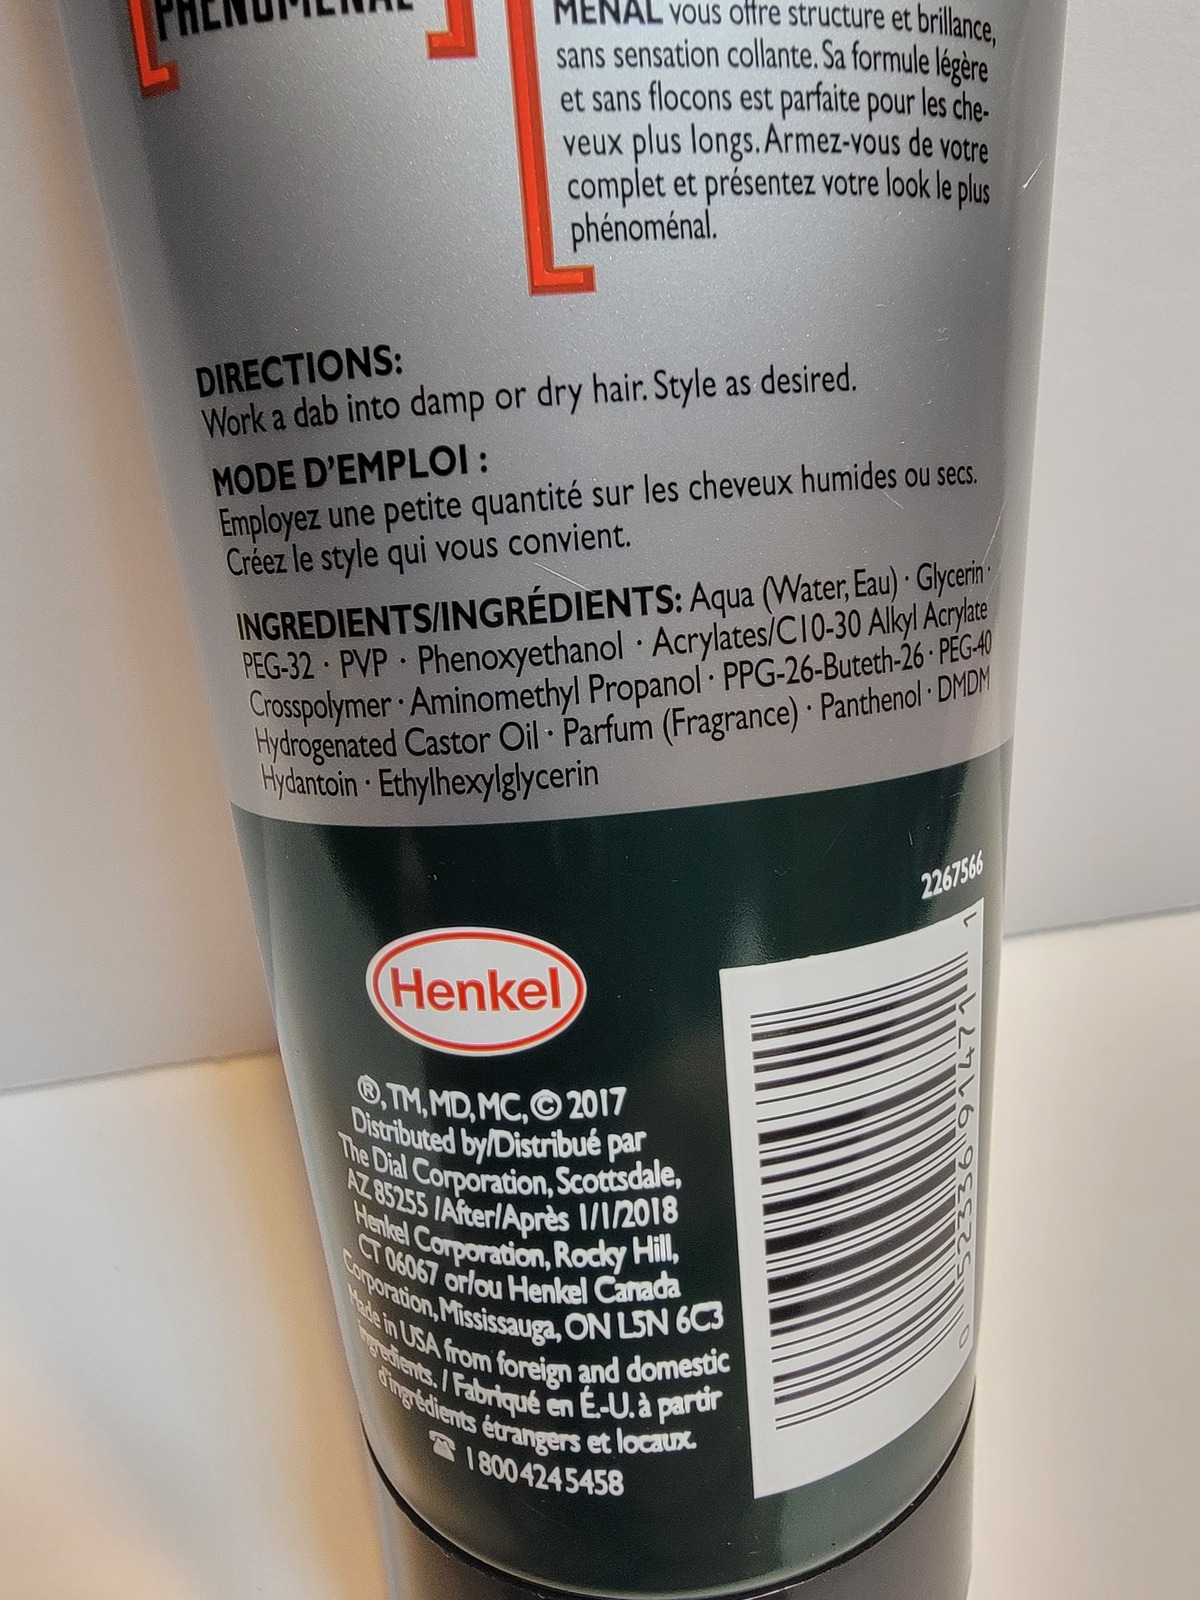 PHENOMENAL
MENAL vous offre structure et brillance,
sans sensation collante. Sa formule légère
et sans flocons est parfaite pour les che-
veux plus longs. Armez-vous de votre
complet et présentez votre look le plus
phénoménal.
DIRECTIONS:
Work a dab into damp or dry hair. Style as desired.
MODE D'EMPLOI :
Employez une petite quantité sur les cheveux humides ou secs.
Créez le style qui vous convient.
INGREDIENTS/INGRÉDIENTS: Aqua (Water, Eau) · Glycerin ·
PEG-32 · PVP · Phenoxyethanol · Acrylates/C10-30 Alkyl Acrylate
Crosspolymer · Aminomethyl Propanol · PPG-26-Buteth-26 · PEG-40
Hydrogenated Castor Oil · Parfum (Fragrance) · Panthenol · DMDM
Hydantoin · Ethylhexylglycerin
2267566
Henkel
®, TM, MD, MC, © 2017
Distributed by/Distribué par
The Dial Corporation, Scottsdale,
AZ 85255 /After/Après 1/1/2018
Henkel Corporation, Rocky Hill,
CT 06067 or/ou Henkel Canada
Corporation, Mississauga, ON L5N 6C3
Made in USA from foreign and domestic
ingredients. / Fabriqué en É.-U. à partir
d'ingrédients étrangers et locaux.
1 800 424 5458
0 52336 91471 1